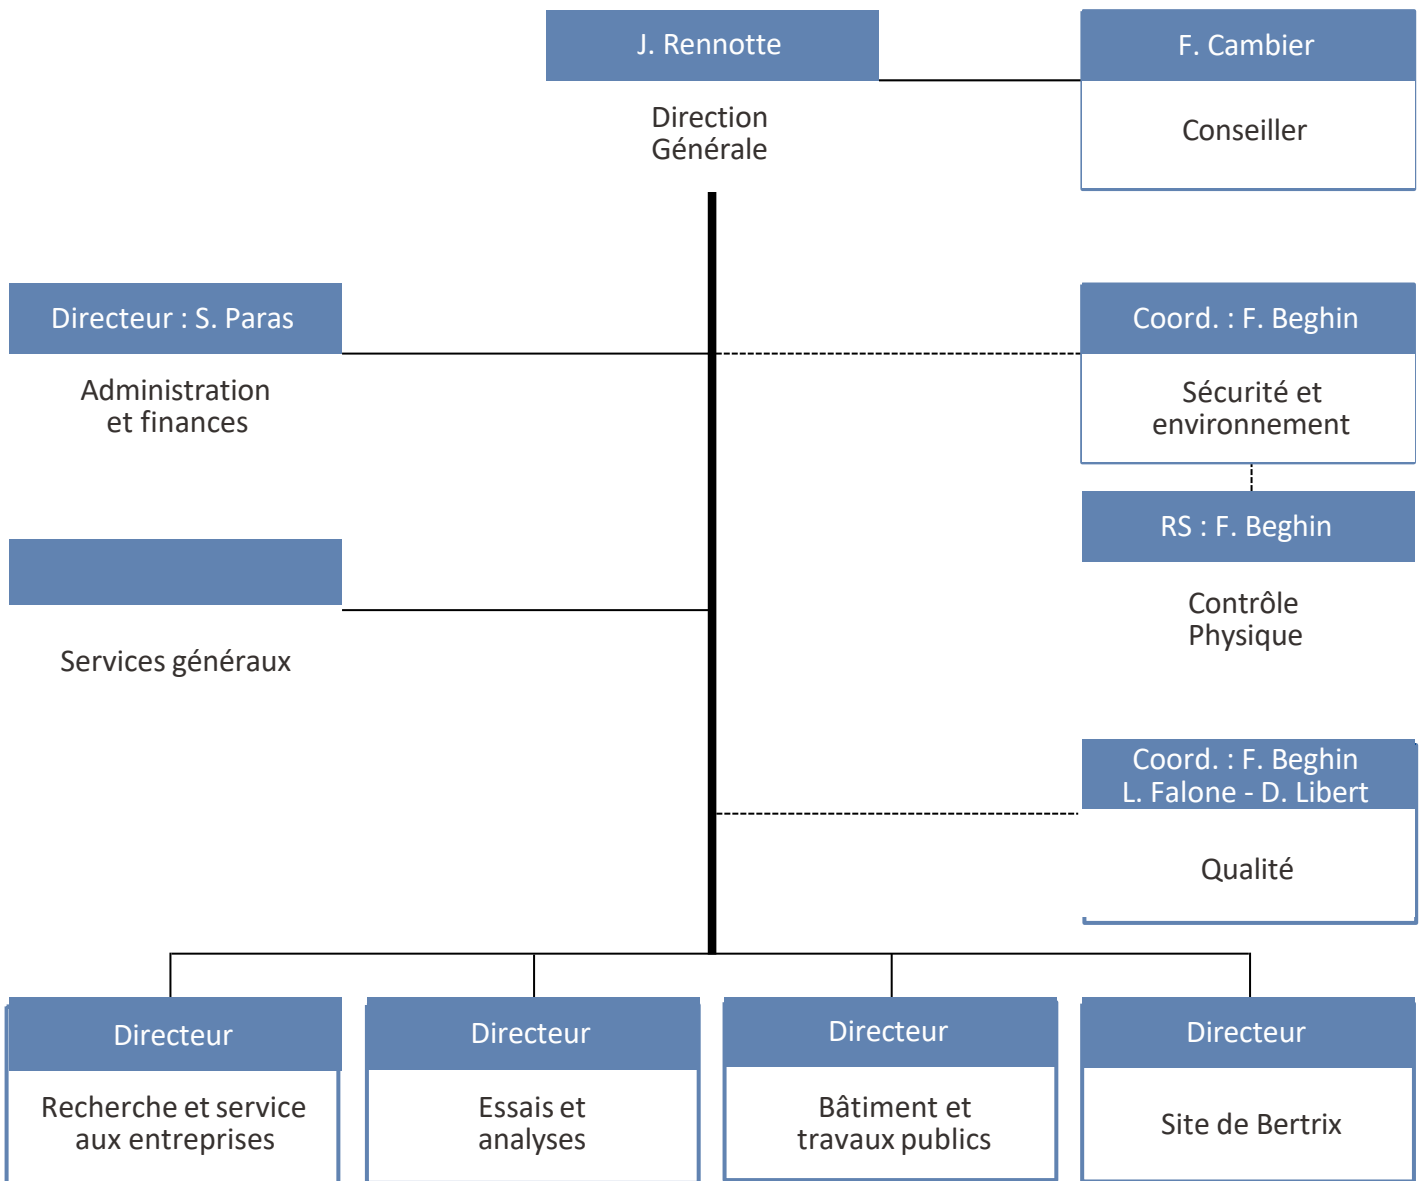 J. Rennotte
Direction
Générale
F. Cambier
Conseiller
Directeur : S. Paras
Administration
et finances
Coord. : F. Beghin
Sécurité et
environnement
RS : F. Beghin
Contrôle
Physique
Services généraux
Coord. : F. Beghin
L. Falone - D. Libert
Qualité
Directeur
Recherche et service
aux entreprises
Directeur
Essais et
analyses
Directeur
Bâtiment et
travaux publics
Directeur
Site de Bertrix